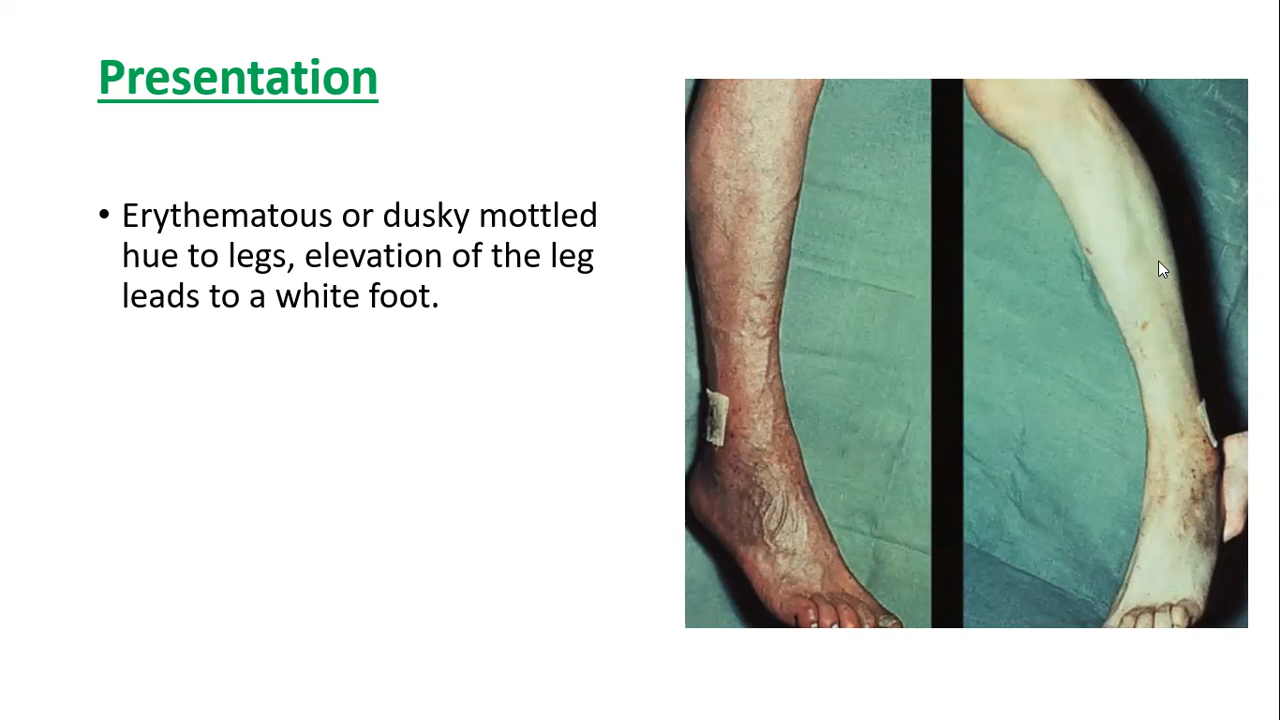 Presentation
• Erythematous or dusky mottled
hue to legs, elevation of the leg
leads to a white foot.